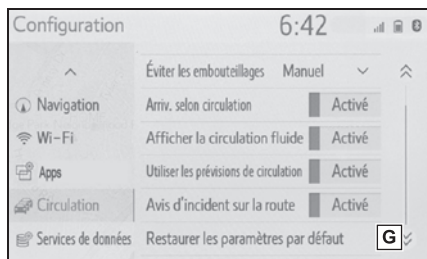 Configuration 6:42
Éviter les embouteillages Manuel
Navigation Arriv. selon circulation Activé
Wi-Fi Afficher la circulation fluide Activé
Apps Utiliser les prévisions de circulation Activé
Circulation Avis d'incident sur la route Activé
Services de données Restaurer les paramètres par défaut G